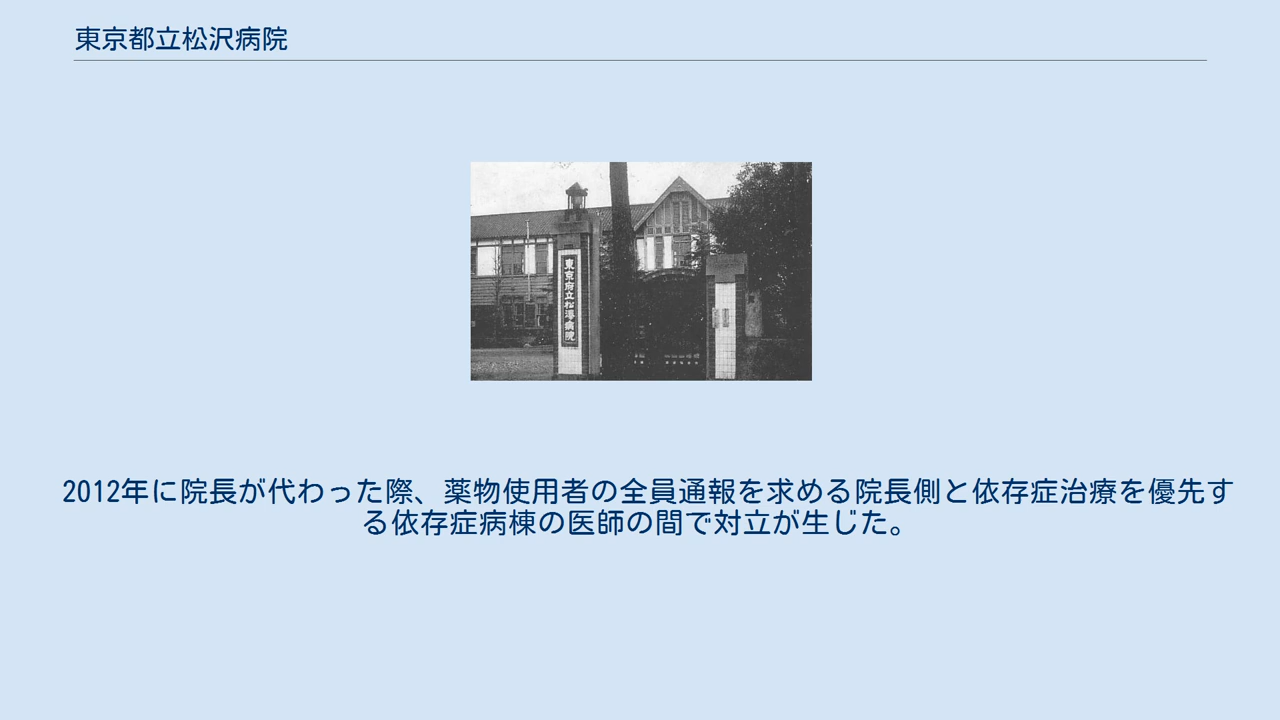 東京都立松沢病院
東京府立松澤病院
2012年に院長が代わった際、薬物使用者の全員通報を求める院長側と依存症治療を優先す
る依存症病棟の医師の間で対立が生じた。